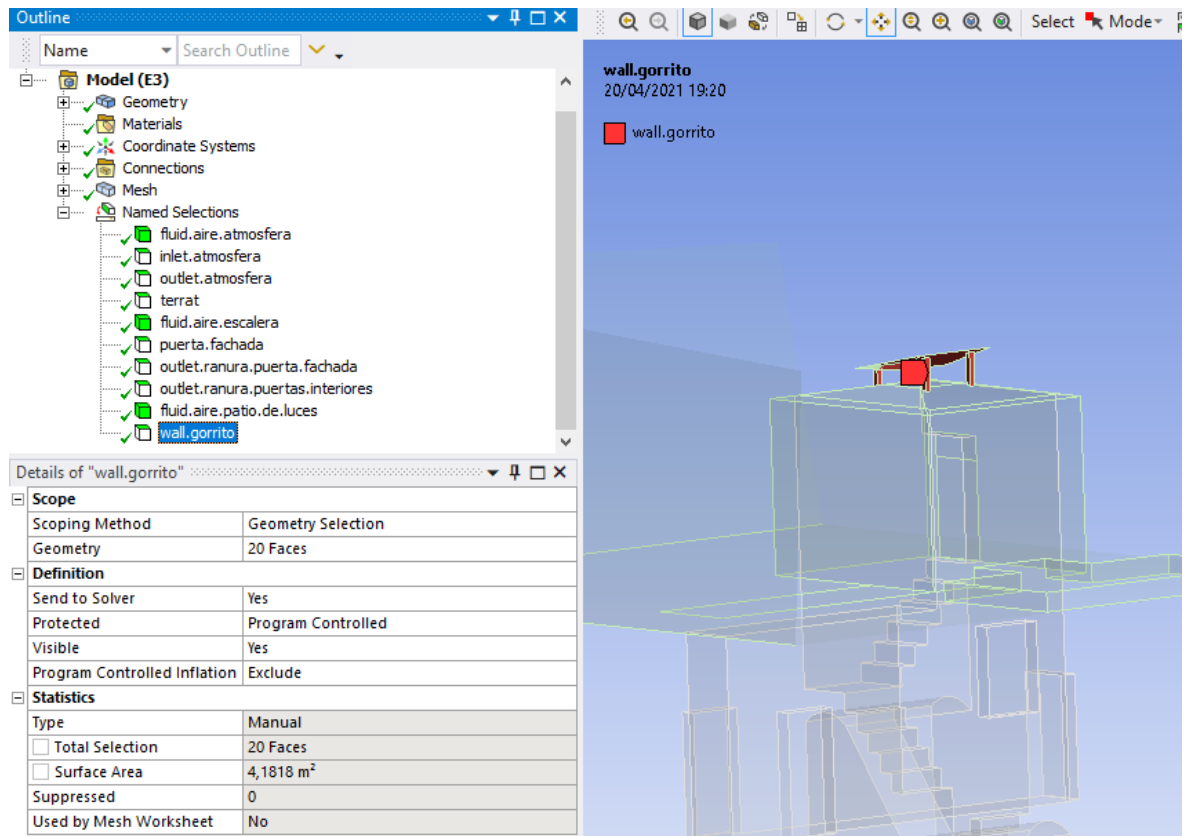 Outline
Name Search Outline
Model (E3)
Geometry
Materials
Coordinate Systems
Connections
Mesh
Named Selections
fluid.aire.atmosfera
inlet.atmosfera
outlet.atmosfera
terrat
fluid.aire.escalera
puerta.fachada
outlet.ranura.puerta.fachada
outlet.ranura.puertas.interiores
fluid.aire.patio.de.luces
wall.gorrito
Details of "wall.gorrito"
Scope
Scoping Method Geometry Selection
Geometry 20 Faces
Definition
Send to Solver Yes
Protected Program Controlled
Visible Yes
Program Controlled Inflation Exclude
Statistics
Type Manual
Total Selection 20 Faces
Surface Area 4,1818 m²
Suppressed 0
Used by Mesh Worksheet No
Select Mode
wall.gorrito
20/04/2021 19:20
wall.gorrito